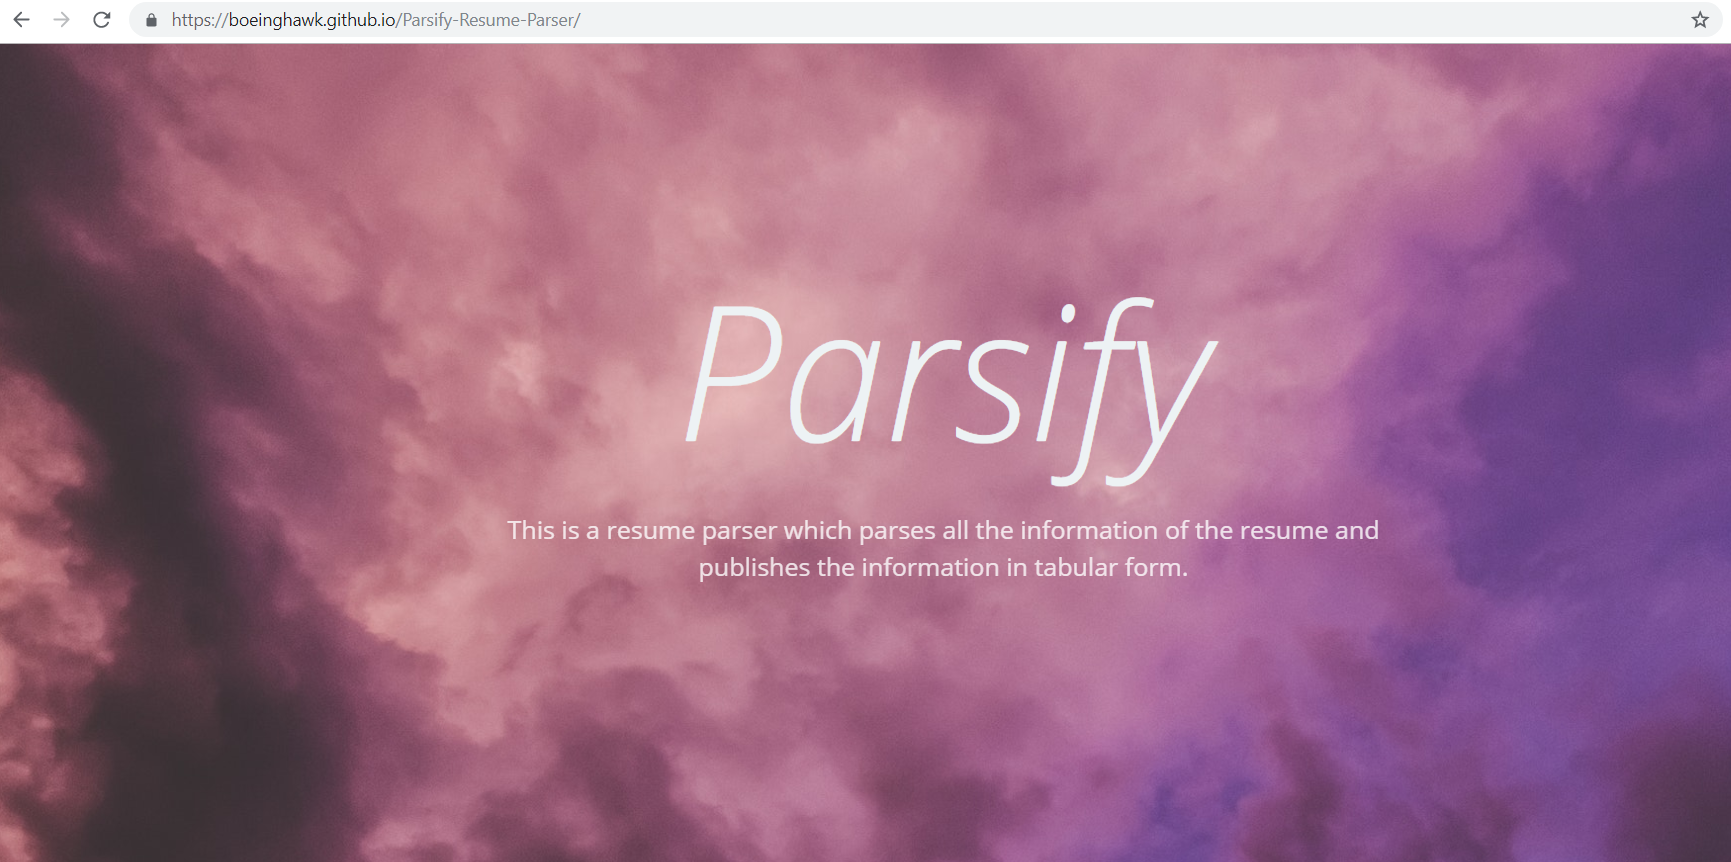 https://boeinghawk.github.io/Parsify-Resume-Parser/
Parsify
This is a resume parser which parses all the information of the resume and
publishes the information in tabular form.